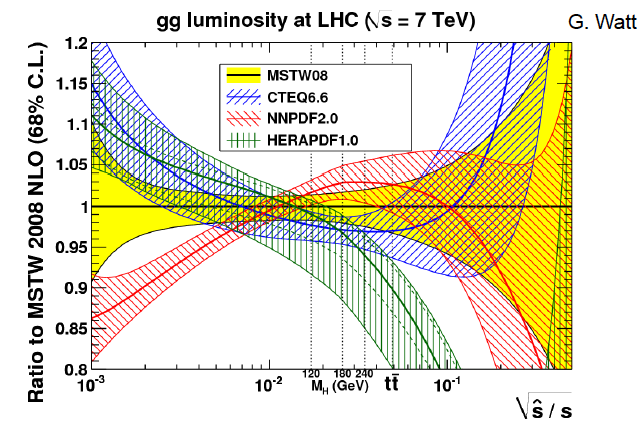 gg luminosity at LHC (√s = 7 TeV)
G. Watt
Ratio to MSTW 2008 NLO (68% C.L.)
1.2
1.15
1.1
1.05
1
0.95
0.9
0.85
0.8
MSTW08
CTEQ6.6
NNPDF2.0
HERAPDF1.0
10⁻³
10⁻²
10⁻¹
120 180 240
M_H (GeV)
tt̄
√ŝ / s